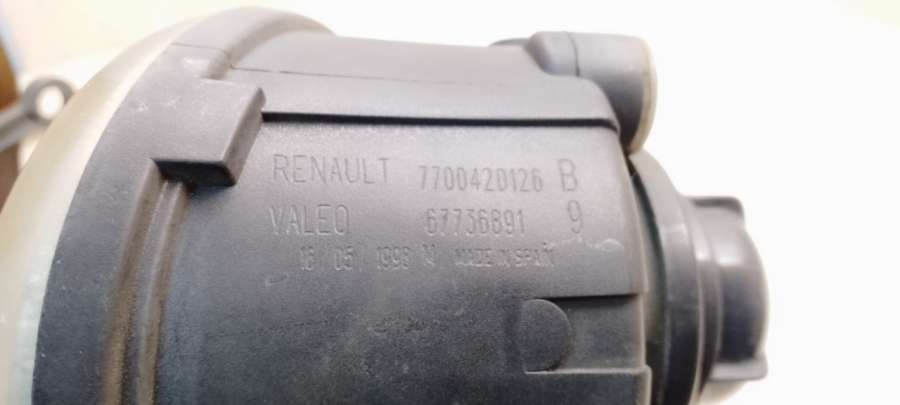 RENAULT 7700420126 B
VALEO 67736891 9
18/05/1998 M MADE IN SPAIN